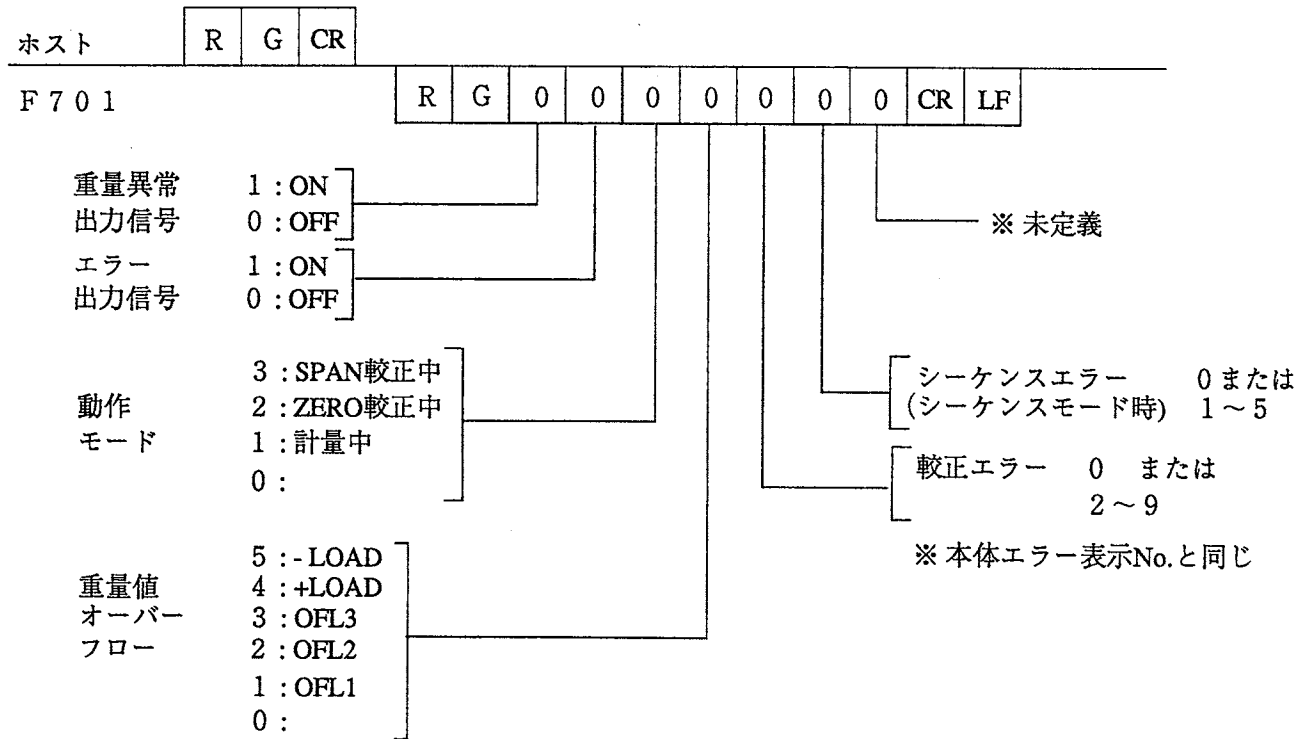 ホスト R G CR
F701 R G 0 0 0 0 0 0 0 CR LF
重量異常 1:ON
出力信号 0:OFF
※ 未定義
エラー 1:ON
出力信号 0:OFF
3:SPAN較正中
動作 2:ZERO較正中
モード 1:計量中
0:
シーケンスエラー 0または
(シーケンスモード時) 1～5
較正エラー 0 または
2～9
※ 本体エラー表示No.と同じ
5:-LOAD
重量値 4:+LOAD
オーバー 3:OFL3
フロー 2:OFL2
1:OFL1
0: